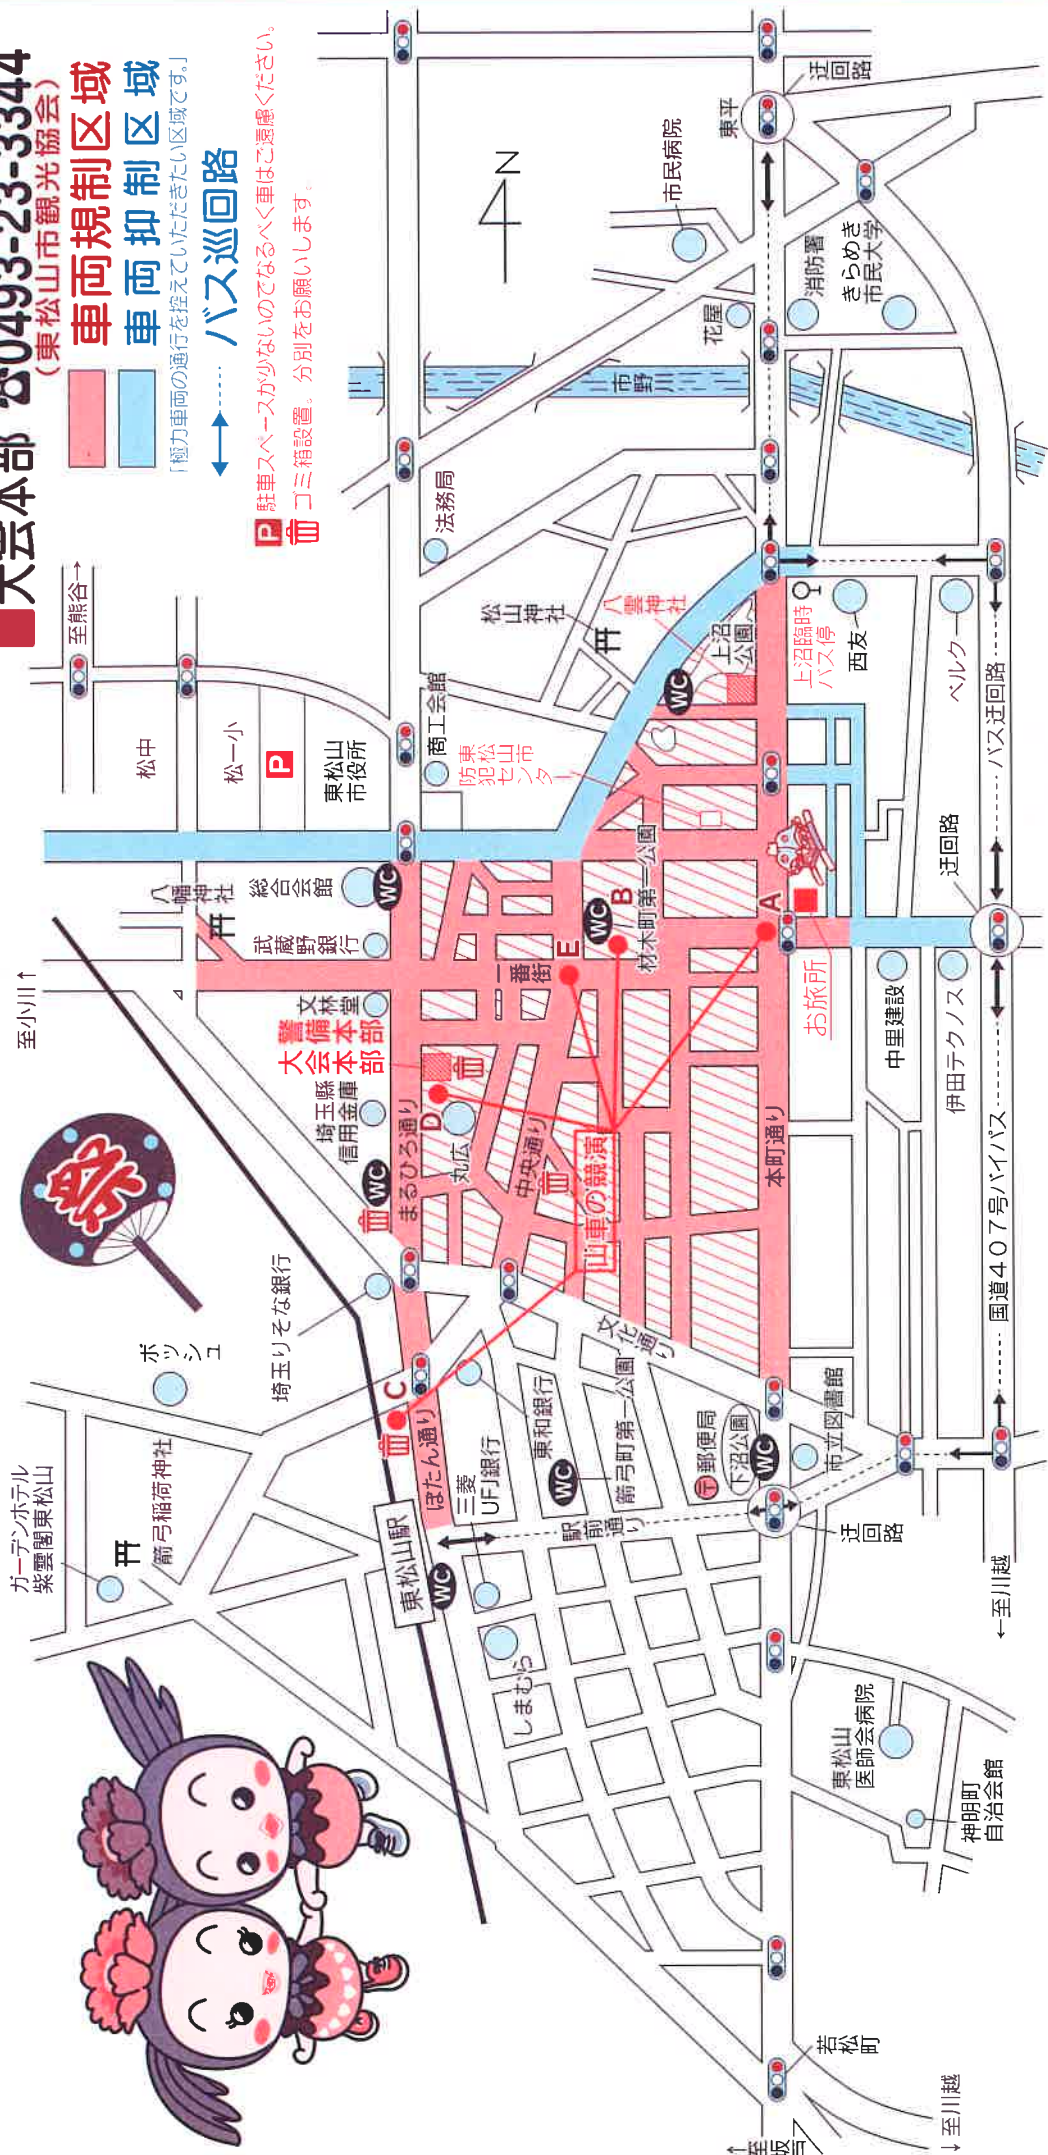 ■大会本部 ☎0493-23-3344
(東松山市観光協会)
車両規制区域
車両抑制区域
「極力車両の通行を控えていただきたい区域です。」
バス巡回路
P 駐車スペースが少ないのでなるべく車はご遠慮ください。
ゴミ箱設置。分別をお願いします。
N
至熊谷→
松中
松一小
P
東松山
市役所
商工会館
法務局
市民病院
東平
迂回路
花屋
消防署
きらめき
市民大学
市野川
松山神社
八雲神社
上沼
公園
WC
上沼臨時
バス停
西友
ベルク
バス迂回路
防犯
東松山市
センター
至小川↑
八幡神社
総合会館
WC
武蔵野銀行
文林堂
警備本部
大会本部
埼玉縣
信用金庫
WC
まるひろ通り
D
丸広
中央通り
一番街
E
WC
B
材木町第一公園
A
お旅所
迂回路
中里建設
伊田テクノス
山車の競演
本町通り
国道407号バイパス
祭
ボッシュ
埼玉りそな銀行
C
ぼたん通り
東和銀行
三菱
UFJ銀行
WC
箭弓町第一公園
文化通り
郵便局
下沼公園
WC
市立図書館
駅前通り
迂回路
ガーデンホテル
紫雲閣東松山
箭弓稲荷神社
東松山駅
WC
しまむら
←至川越
東松山
医師会病院
神明町
自治会館
若松町
↓至川越